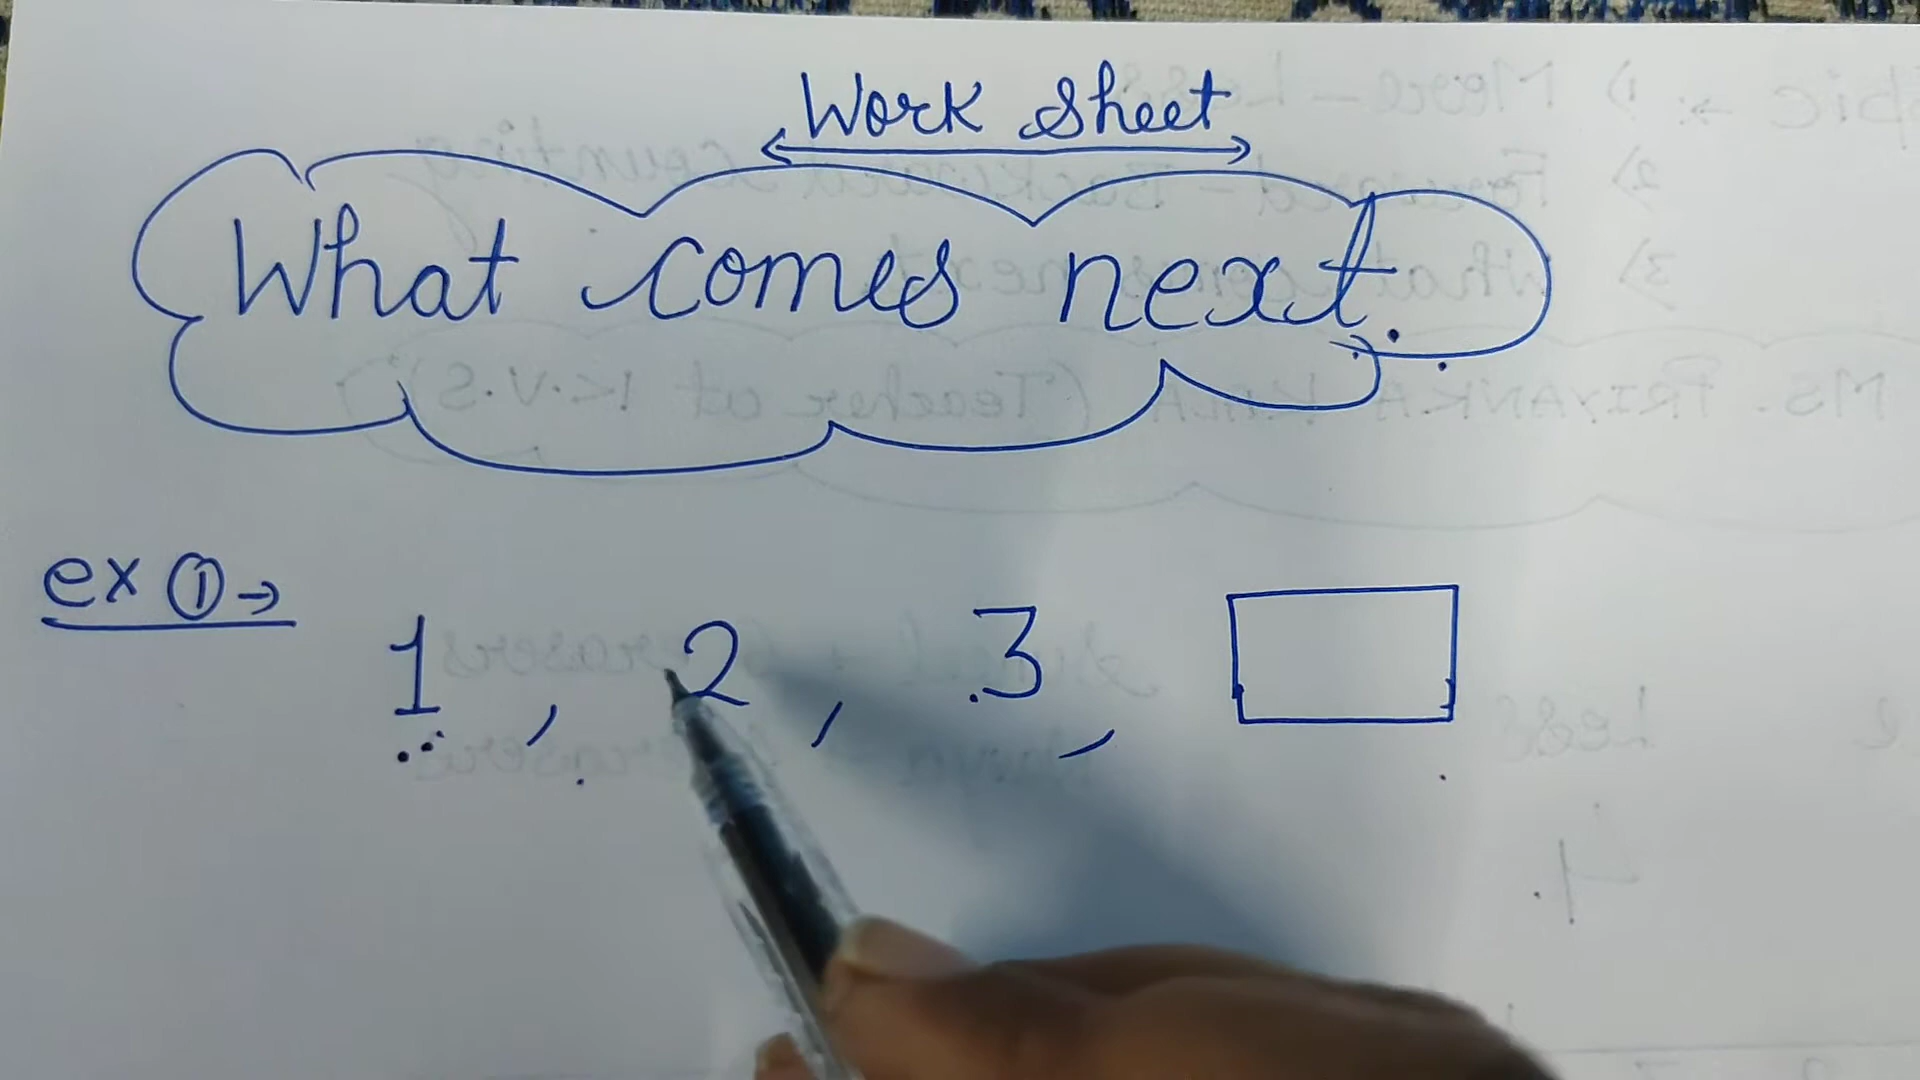 Work Sheet
What comes next.
ex ①→
1 , 2 , 3 ,